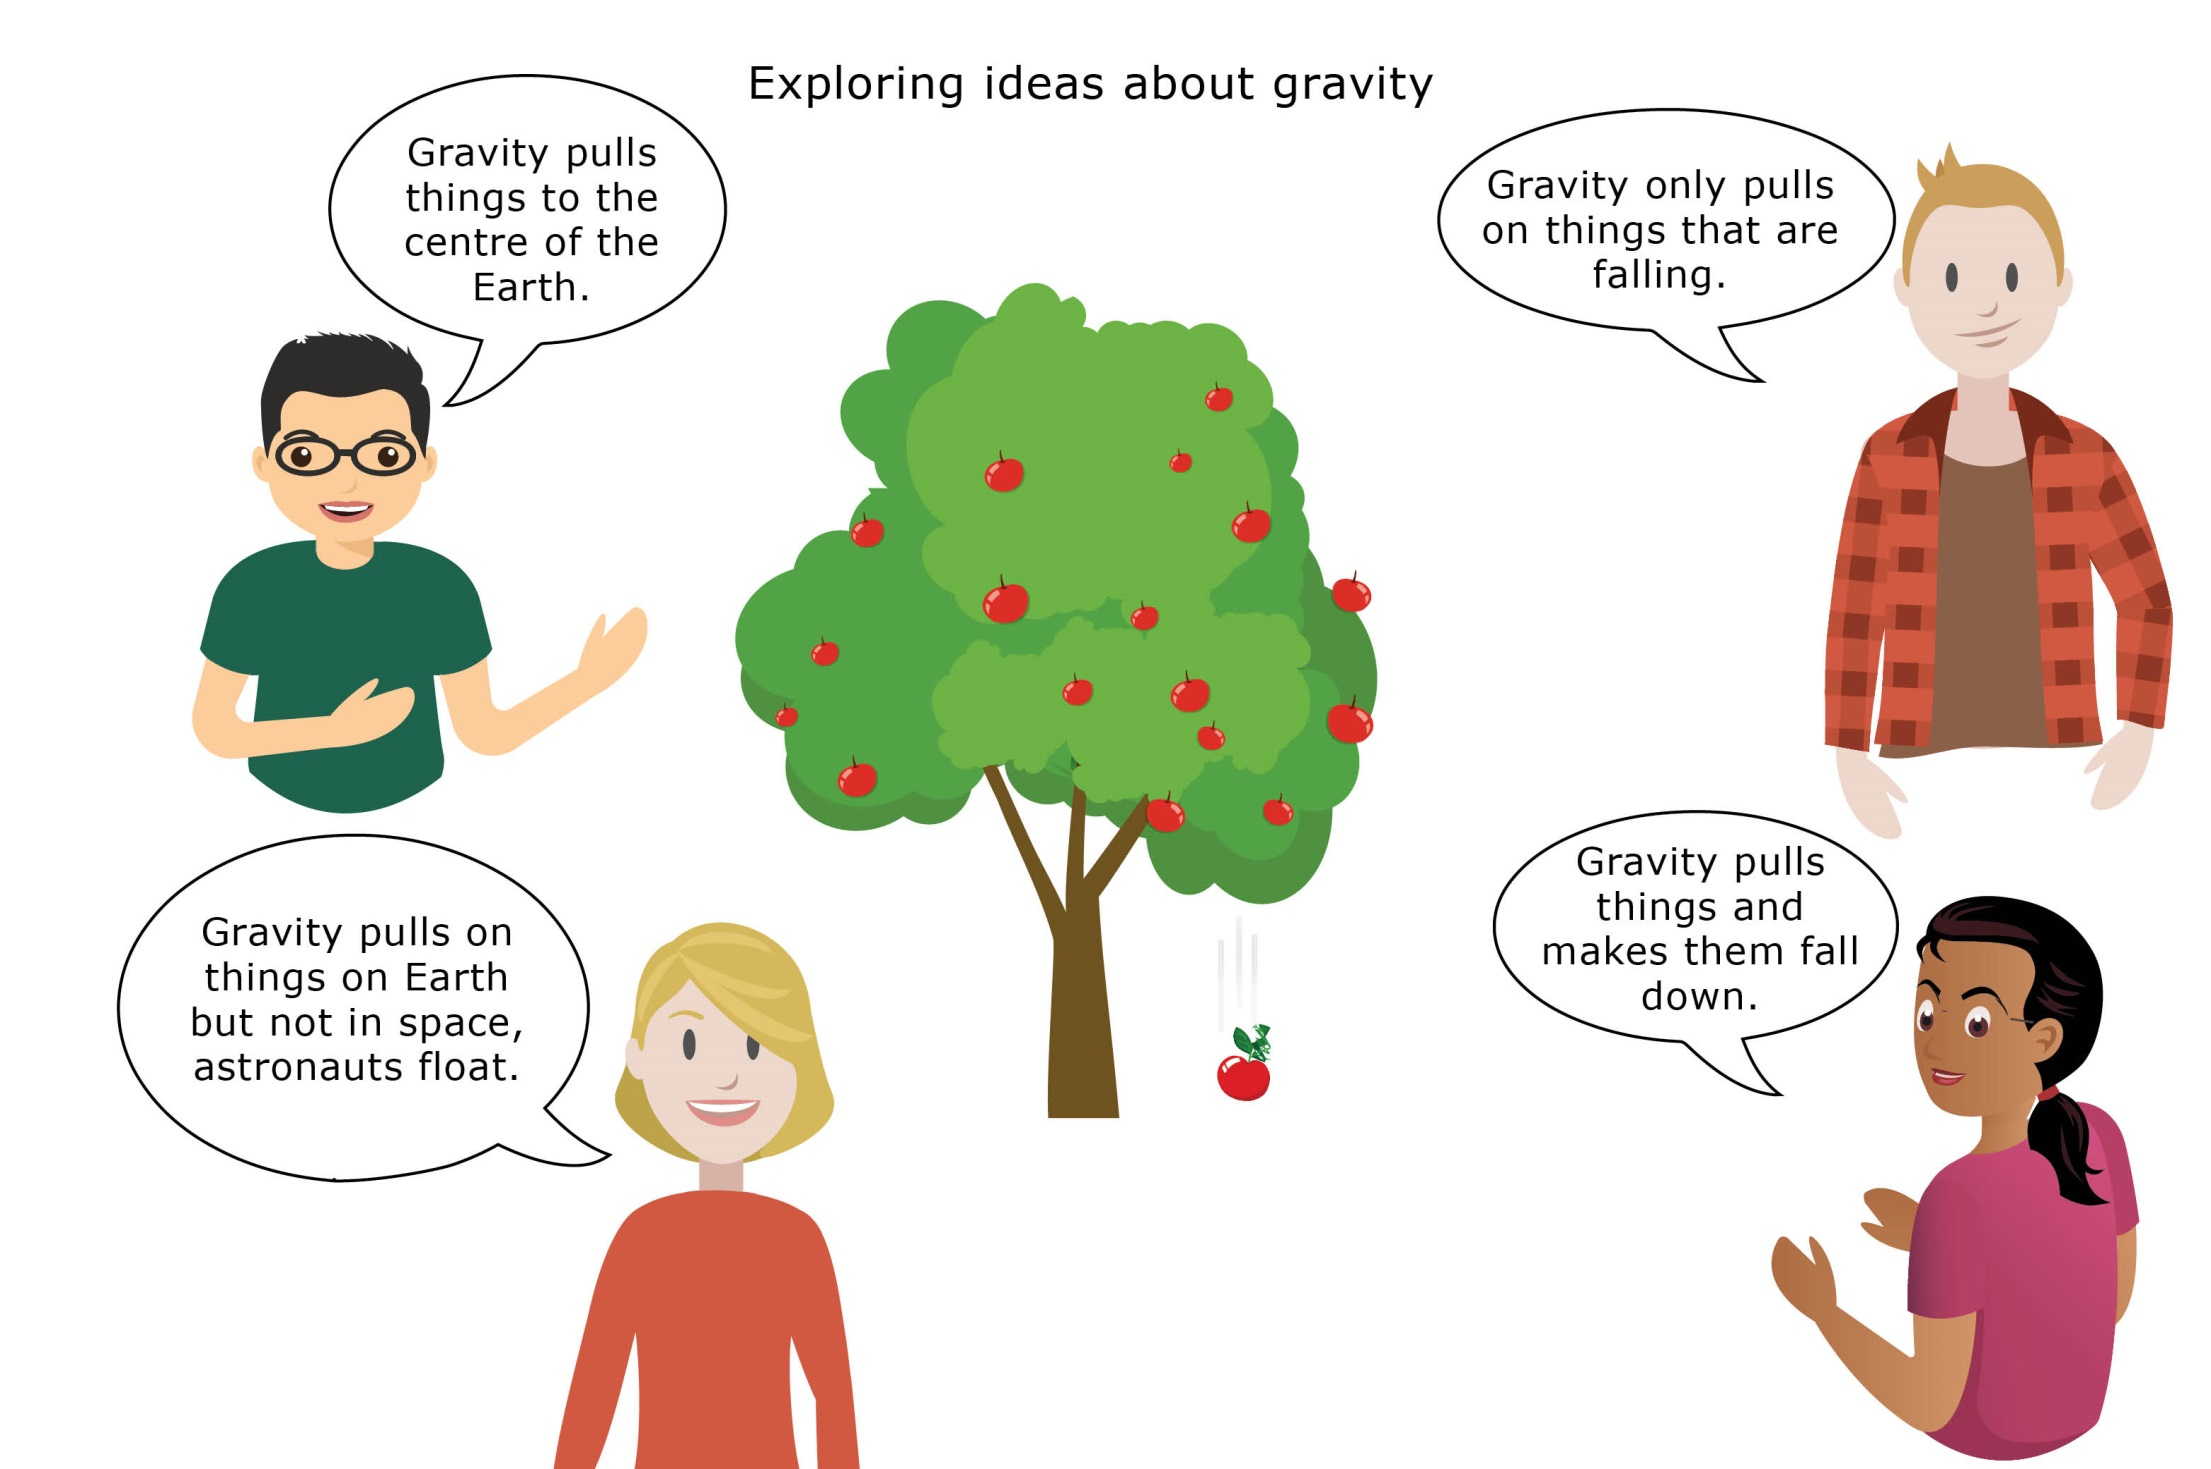 Exploring ideas about gravity
Gravity pulls
things to the
centre of the
Earth.
Gravity only pulls
on things that are
falling.
Gravity pulls on
things on Earth
but not in space,
astronauts float.
Gravity pulls
things and
makes them fall
down.